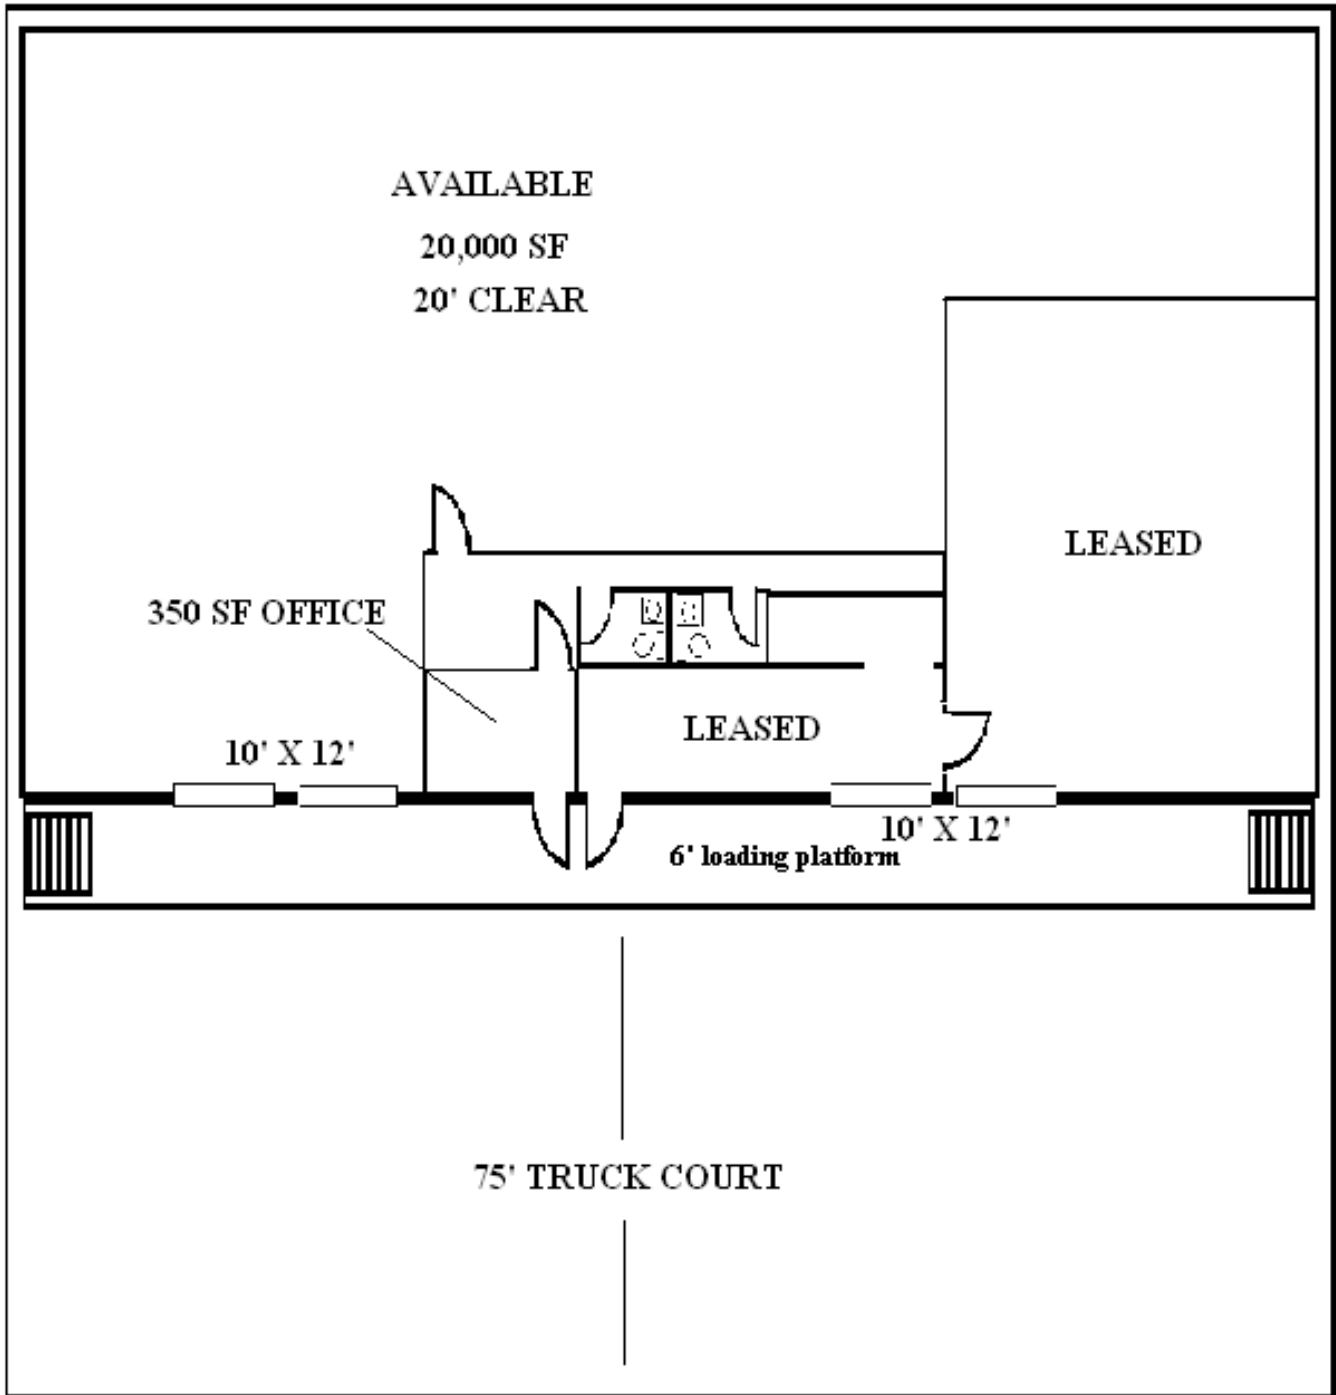 AVAILABLE
20,000 SF
20' CLEAR
LEASED
350 SF OFFICE
LEASED
10' X 12'
10' X 12'
6' loading platform
75' TRUCK COURT